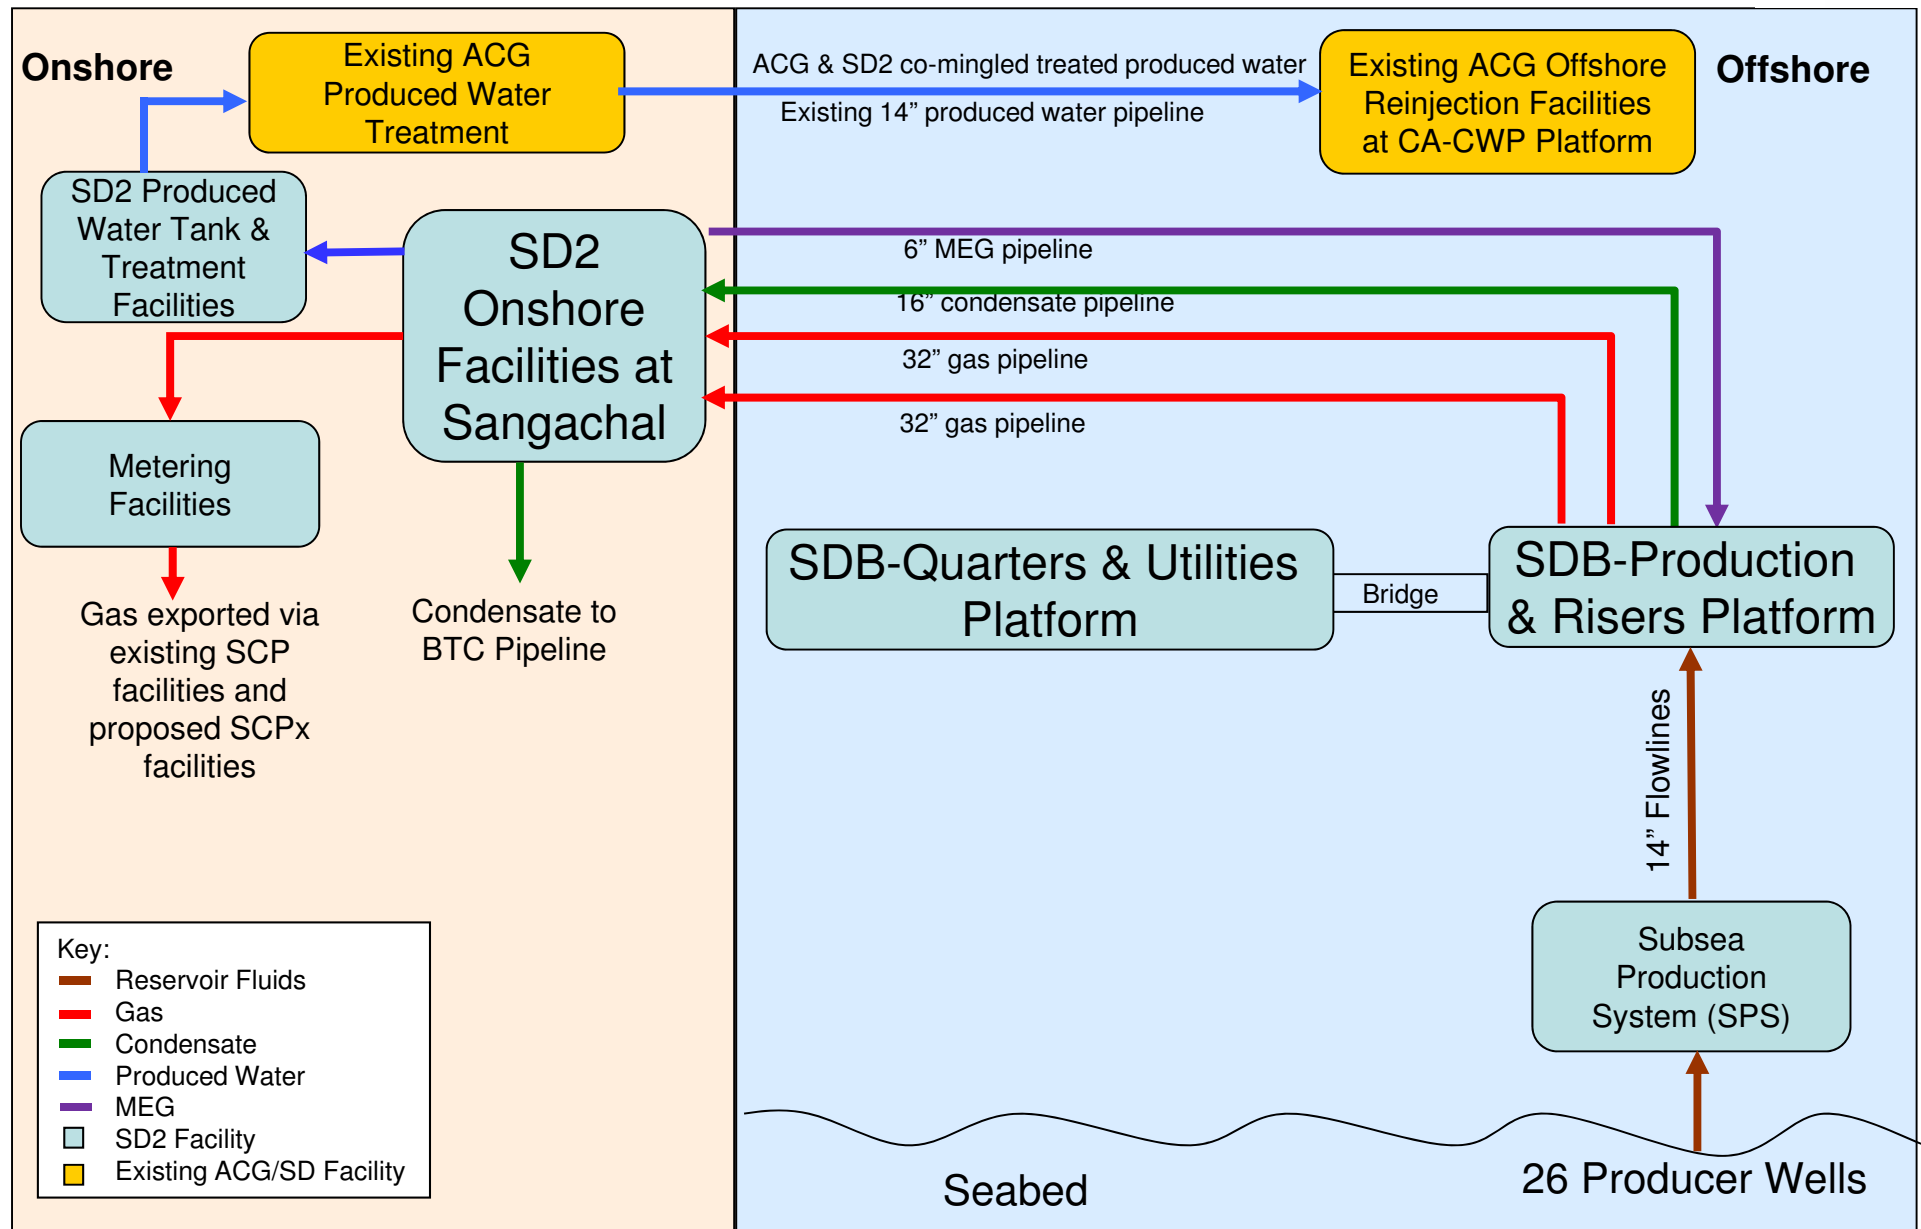 Onshore
Existing ACG
Produced Water
Treatment
ACG & SD2 co-mingled treated produced water
Existing 14” produced water pipeline
Existing ACG Offshore
Reinjection Facilities
at CA-CWP Platform
Offshore
SD2 Produced
Water Tank &
Treatment
Facilities
SD2
Onshore
Facilities at
Sangachal
6” MEG pipeline
16” condensate pipeline
32” gas pipeline
32” gas pipeline
Metering
Facilities
Gas exported via
existing SCP
facilities and
proposed SCPx
facilities
Condensate to
BTC Pipeline
SDB-Quarters & Utilities
Platform
Bridge
SDB-Production
& Risers Platform
14” Flowlines
Subsea
Production
System (SPS)
Key:
Reservoir Fluids
Gas
Condensate
Produced Water
MEG
SD2 Facility
Existing ACG/SD Facility
Seabed
26 Producer Wells